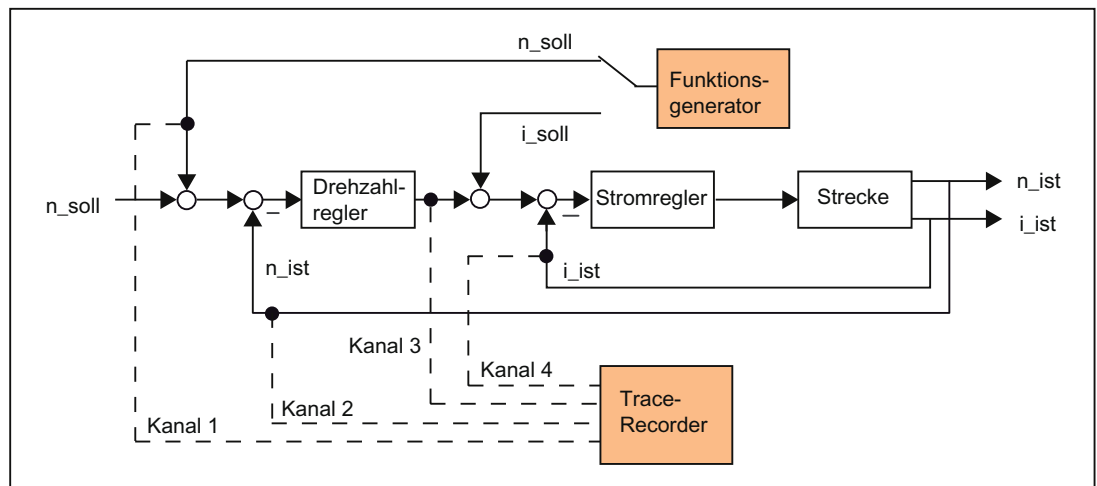 n_soll
Funktions-
generator
i_soll
Drehzahl-
regler
Stromregler
Strecke
n_ist
i_ist
n_soll
n_ist
i_ist
Kanal 3
Kanal 4
Kanal 2
Kanal 1
Trace-
Recorder